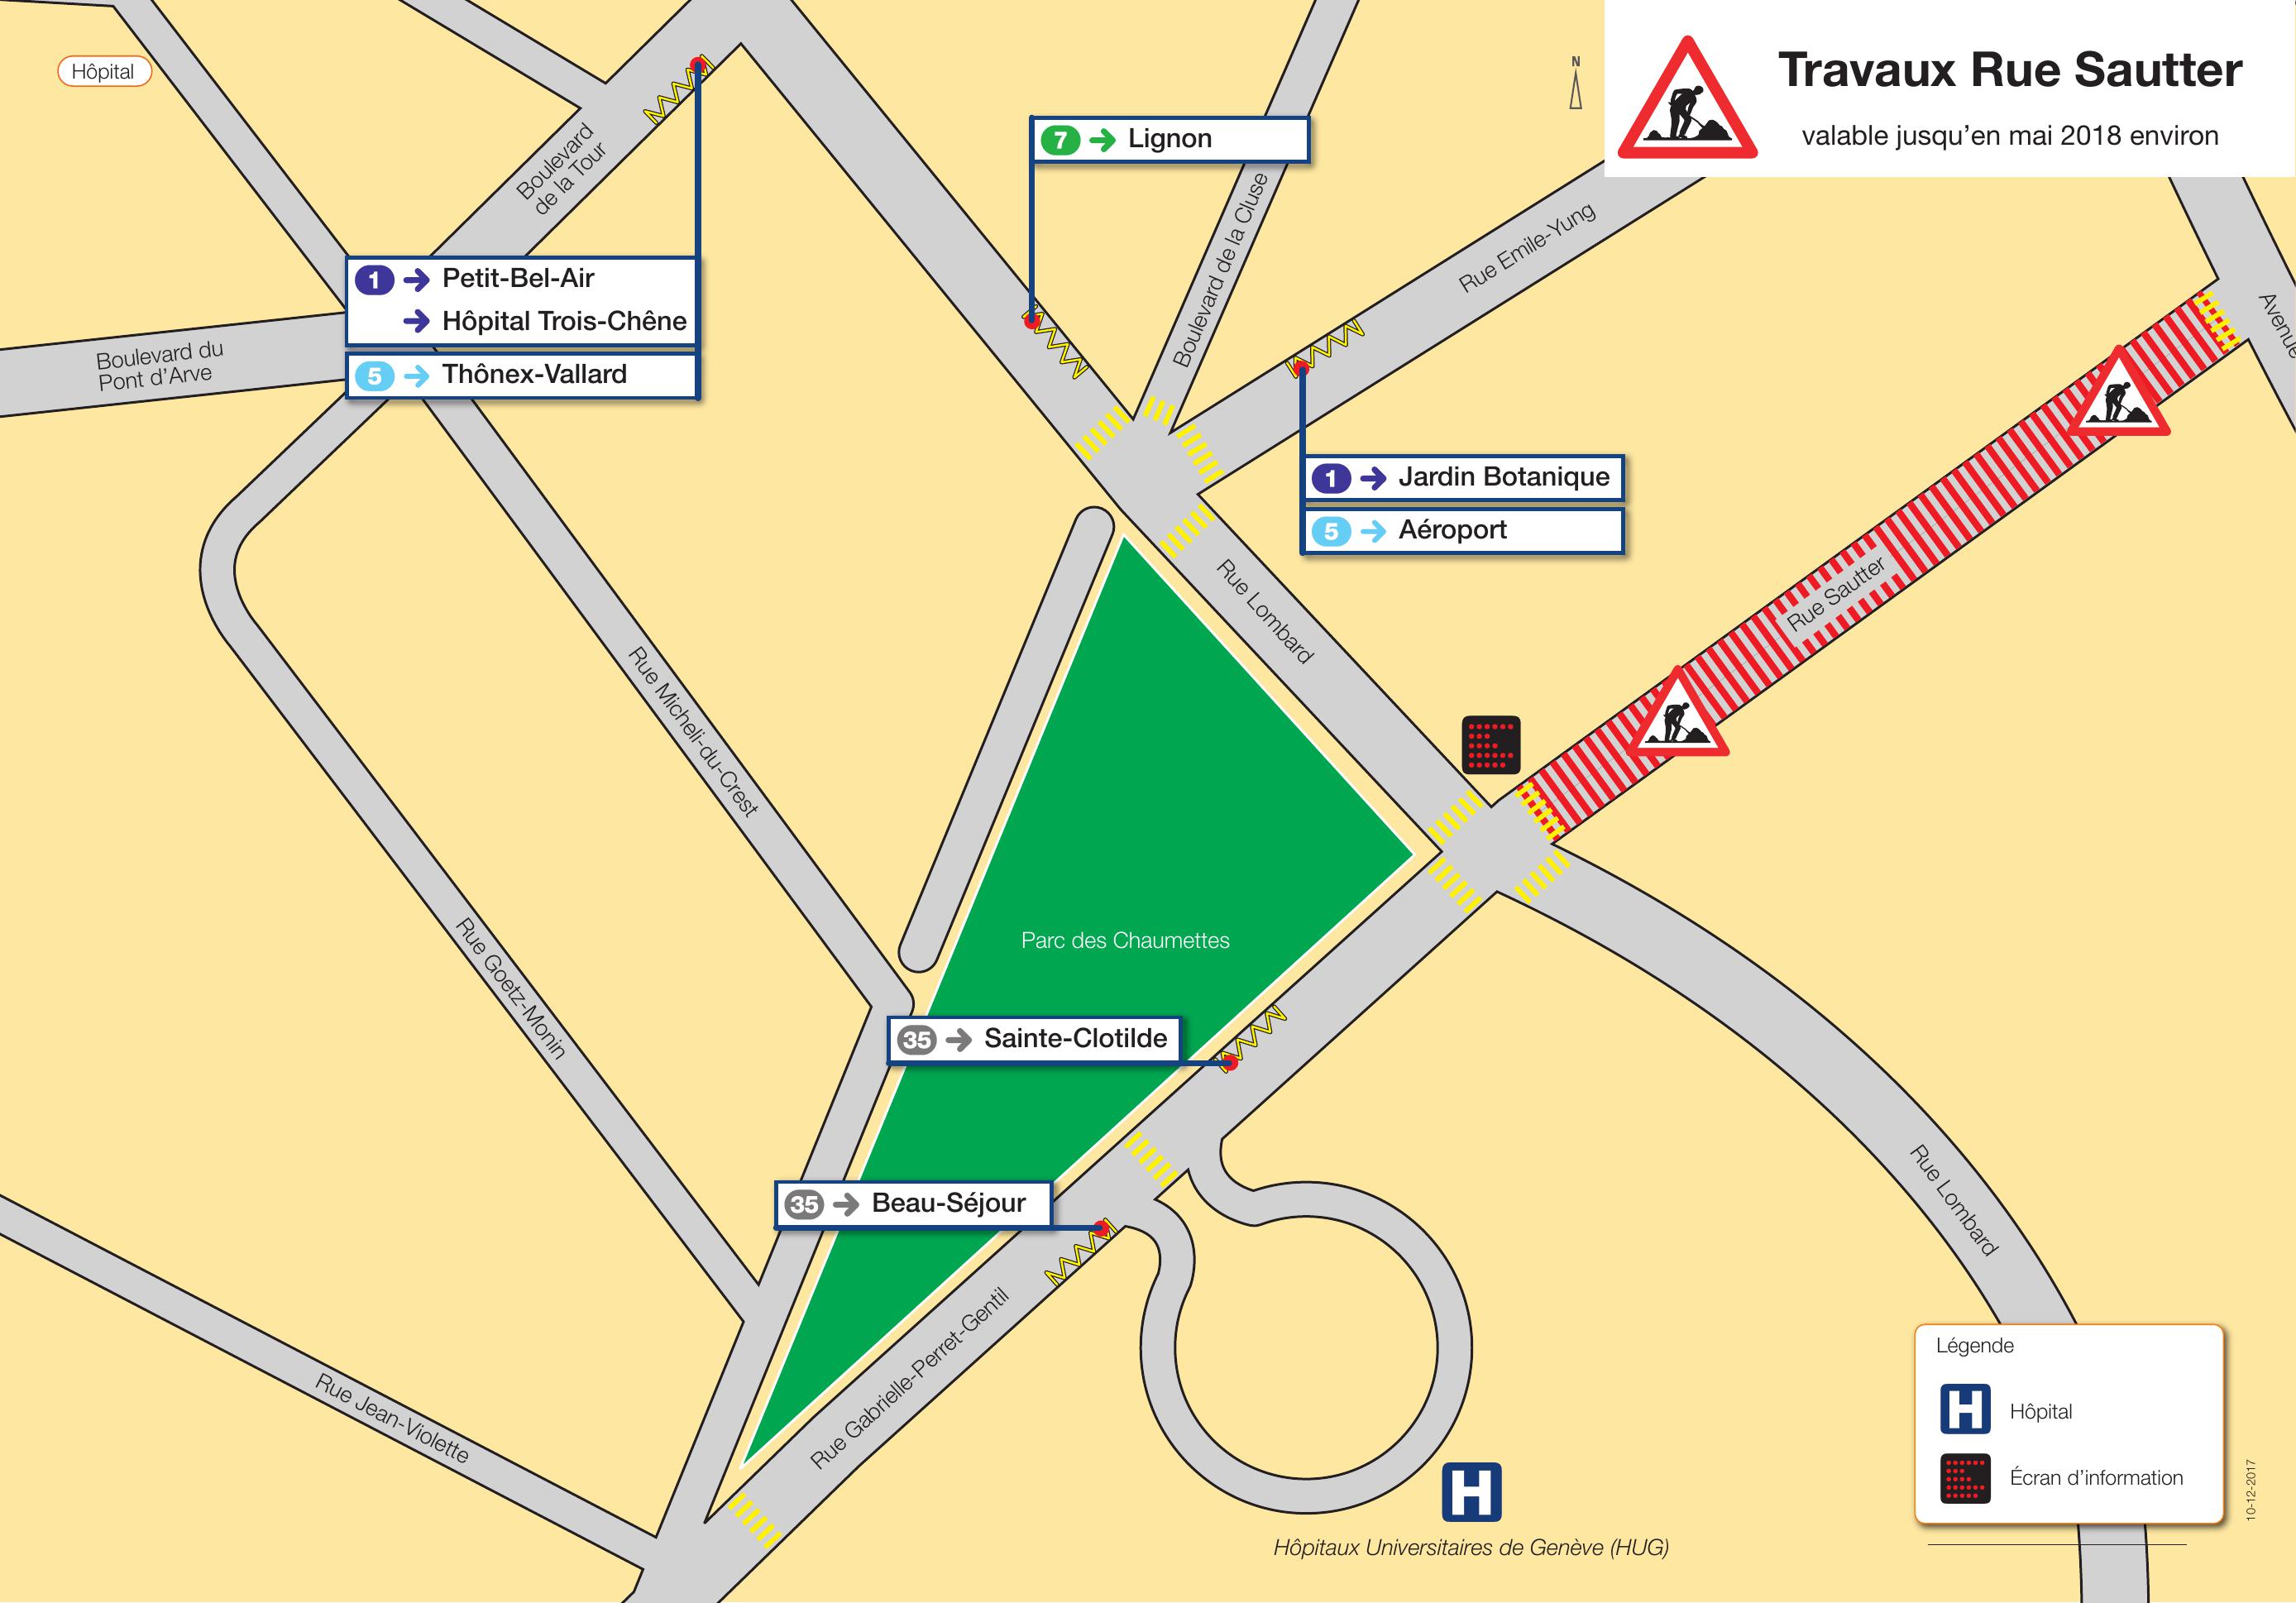 Travaux Rue Sautter
valable jusqu’en mai 2018 environ
Hôpital
N
Boulevard
de la Tour
7 → Lignon
Boulevard de la Cluse
Rue Emile-Yung
Avenue
1 → Petit-Bel-Air
→ Hôpital Trois-Chêne
5 → Thônex-Vallard
Boulevard du
Pont d’Arve
1 → Jardin Botanique
5 → Aéroport
Rue Sautter
Rue Lombard
Rue Micheli-du-Crest
Parc des Chaumettes
Rue Goetz-Monin
35 → Sainte-Clotilde
35 → Beau-Séjour
Rue Lombard
Rue Gabrielle-Perret-Gentil
Rue Jean-Violette
H
Hôpitaux Universitaires de Genève (HUG)
Légende
H Hôpital
Écran d’information
10-12-2017